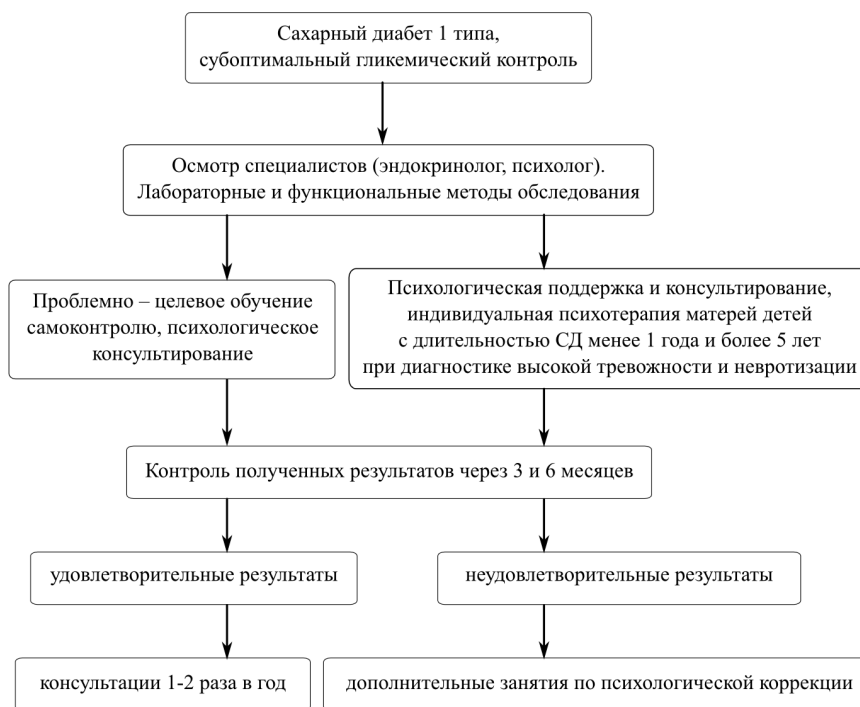 Сахарный диабет 1 типа,
субоптимальный гликемический контроль
Осмотр специалистов (эндокринолог, психолог).
Лабораторные и функциональные методы обследования
Проблемно – целевое обучение
самоконтролю, психологическое
консультирование
Психологическая поддержка и консультирование,
индивидуальная психотерапия матерей детей
с длительностью СД менее 1 года и более 5 лет
при диагностике высокой тревожности и невротизации
Контроль полученных результатов через 3 и 6 месяцев
удовлетворительные результаты
неудовлетворительные результаты
консультации 1-2 раза в год
дополнительные занятия по психологической коррекции